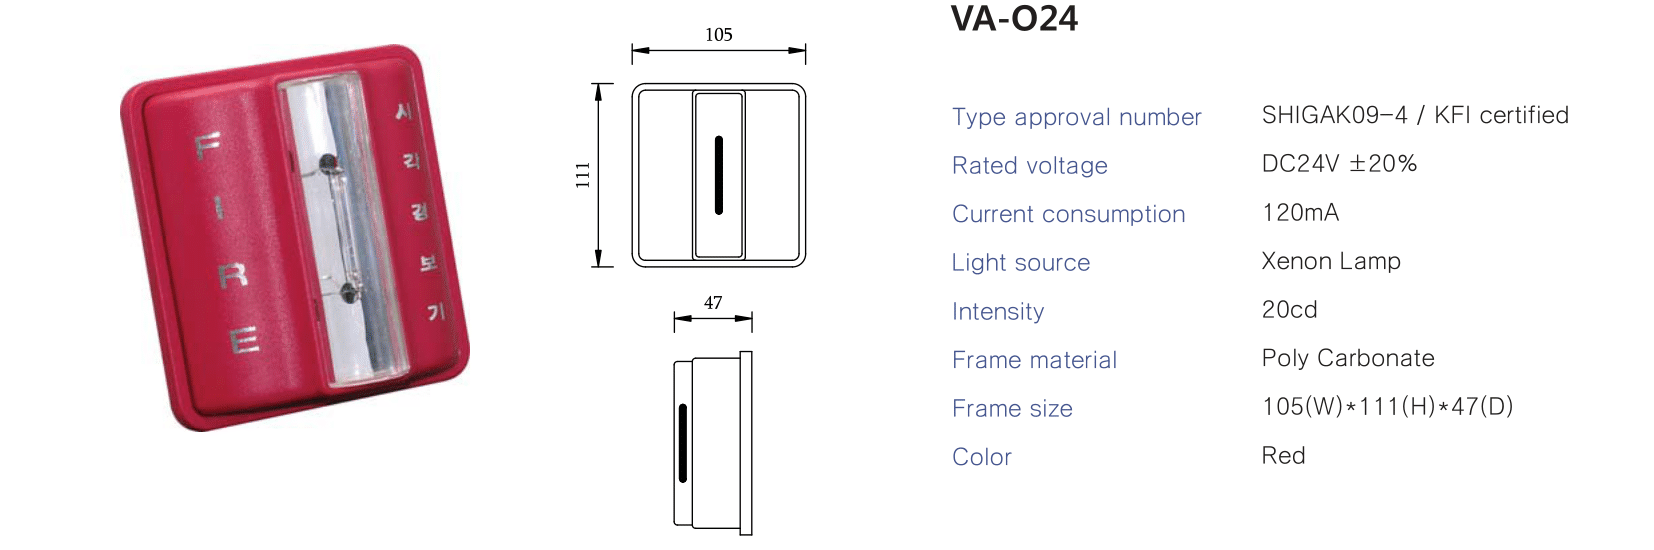 FIRE
시각경보기
105
111
47
VA-O24
Type approval number SHIGAK09-4 / KFI certified
Rated voltage DC24V ±20%
Current consumption 120mA
Light source Xenon Lamp
Intensity 20cd
Frame material Poly Carbonate
Frame size 105(W)*111(H)*47(D)
Color Red